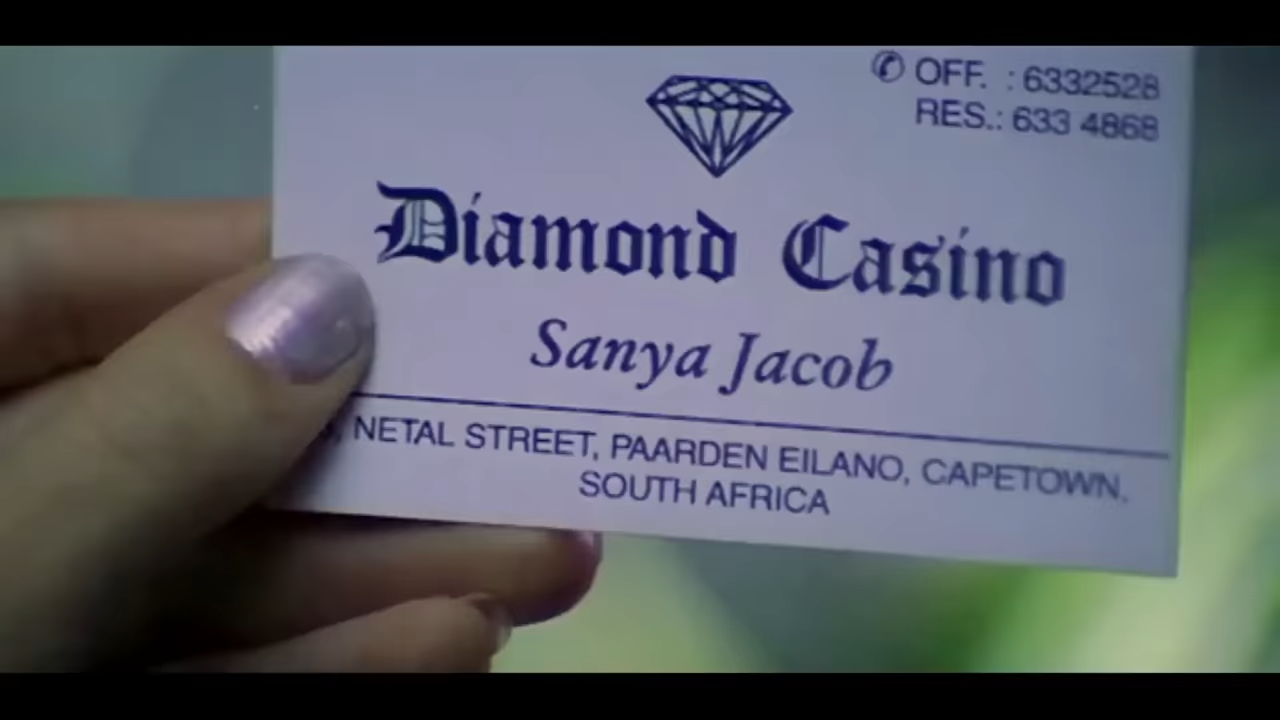 ✆ OFF. : 6332528
RES.: 633 4868
Diamond Casino
Sanya Jacob
NETAL STREET, PAARDEN EILANO, CAPETOWN,
SOUTH AFRICA